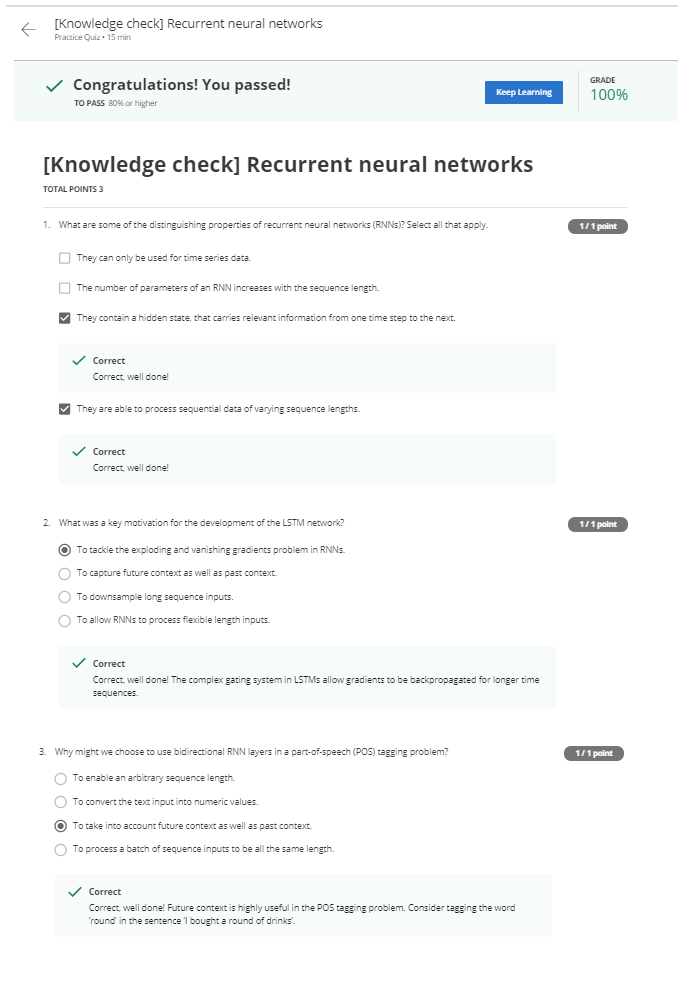 [Knowledge check] Recurrent neural networks
Practice Quiz • 15 min
Congratulations! You passed!
TO PASS 80% or higher
Keep Learning
GRADE
100%
[Knowledge check] Recurrent neural networks
TOTAL POINTS 3
1. What are some of the distinguishing properties of recurrent neural networks (RNNs)? Select all that apply.
1 / 1 point
They can only be used for time series data.
The number of parameters of an RNN increases with the sequence length.
They contain a hidden state, that carries relevant information from one time step to the next.
Correct
Correct, well done!
They are able to process sequential data of varying sequence lengths.
Correct
Correct, well done!
2. What was a key motivation for the development of the LSTM network?
1 / 1 point
To tackle the exploding and vanishing gradients problem in RNNs.
To capture future context as well as past context.
To downsample long sequence inputs.
To allow RNNs to process flexible length inputs.
Correct
Correct, well done! The complex gating system in LSTMs allow gradients to be backpropagated for longer time
sequences.
3. Why might we choose to use bidirectional RNN layers in a part-of-speech (POS) tagging problem?
1 / 1 point
To enable an arbitrary sequence length.
To convert the text input into numeric values.
To take into account future context as well as past context.
To process a batch of sequence inputs to be all the same length.
Correct
Correct, well done! Future context is highly useful in the POS tagging problem. Consider tagging the word
'round' in the sentence 'I bought a round of drinks'.